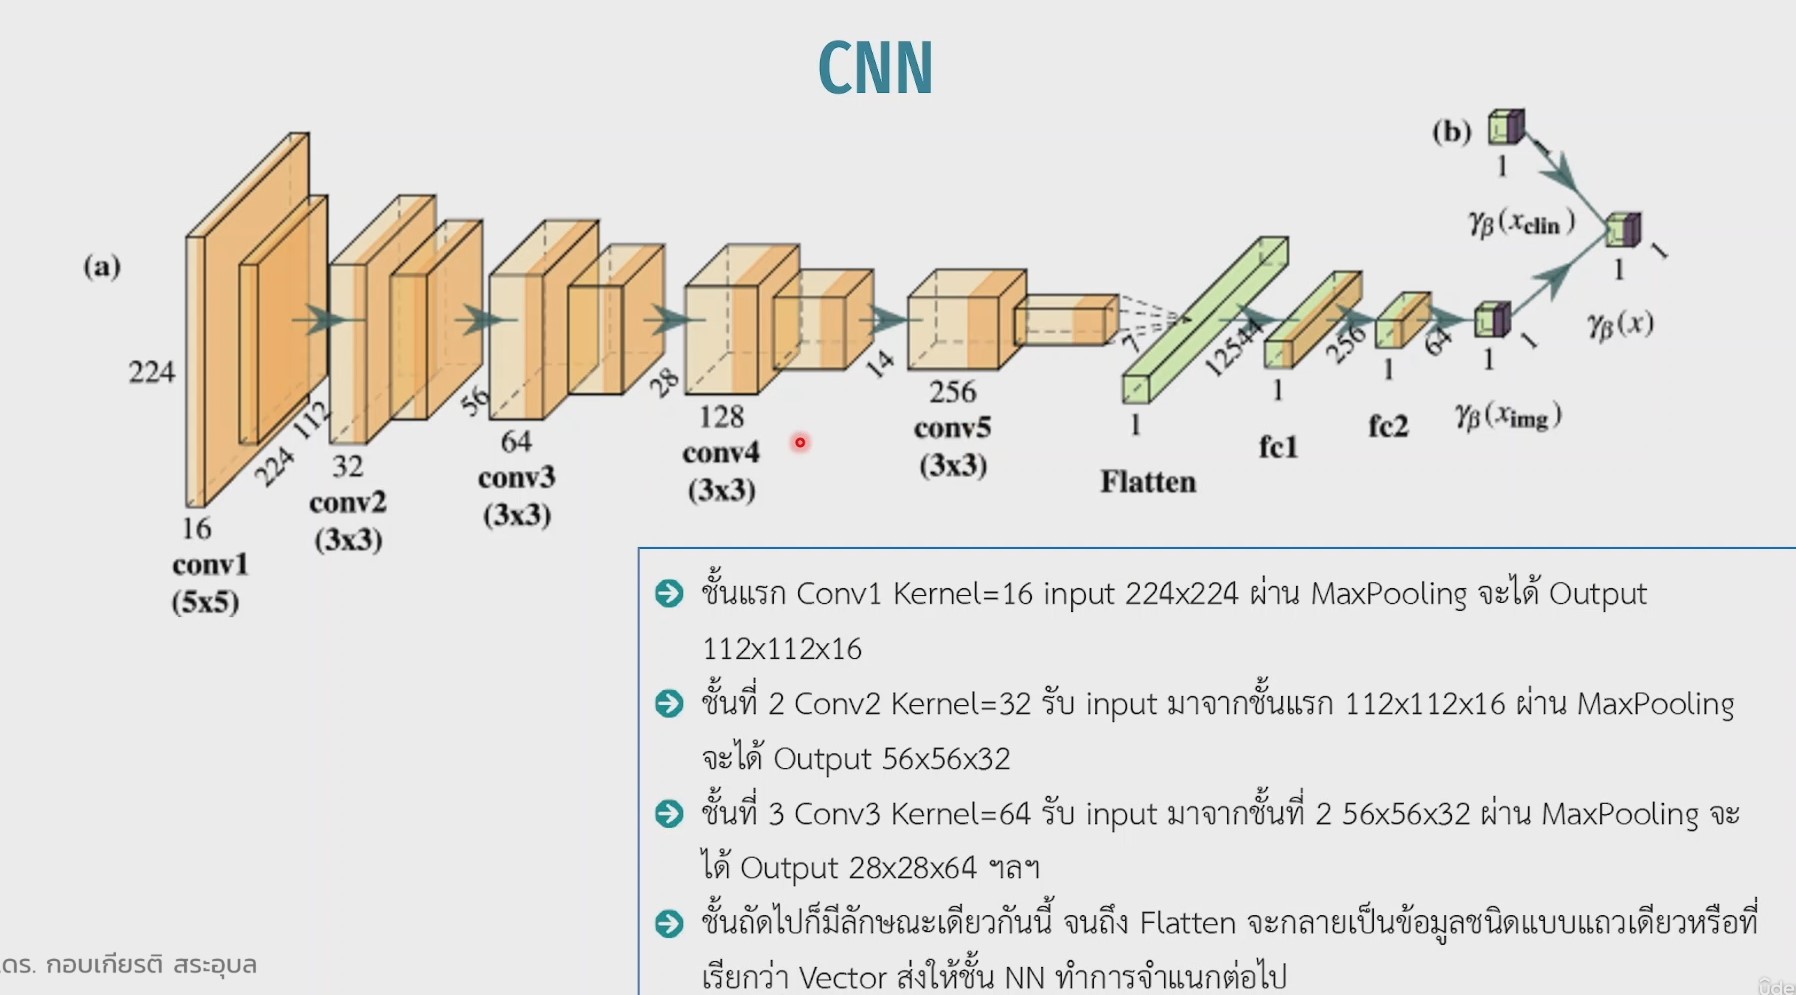 CNN
(a)
224
224
112
16
conv1
(5x5)
32
conv2
(3x3)
56
64
conv3
(3x3)
28
128
conv4
(3x3)
14
256
conv5
(3x3)
7
1
Flatten
12544
1
fc1
256
1
fc2
64
1
1
γβ(ximg)
(b)
1
γβ(xclin)
1
1
γβ(x)
ชั้นแรก Conv1 Kernel=16 input 224x224 ผ่าน MaxPooling จะได้ Output
112x112x16
ชั้นที่ 2 Conv2 Kernel=32 รับ input มาจากชั้นแรก 112x112x16 ผ่าน MaxPooling
จะได้ Output 56x56x32
ชั้นที่ 3 Conv3 Kernel=64 รับ input มาจากชั้นที่ 2 56x56x32 ผ่าน MaxPooling จะ
ได้ Output 28x28x64 ฯลฯ
ชั้นถัดไปก็มีลักษณะเดียวกันนี้ จนถึง Flatten จะกลายเป็นข้อมูลชนิดแบบแถวเดียวหรือที่
เรียกว่า Vector ส่งให้ชั้น NN ทำการจำแนกต่อไป
ดร. กอบเกียรติ สระอุบล